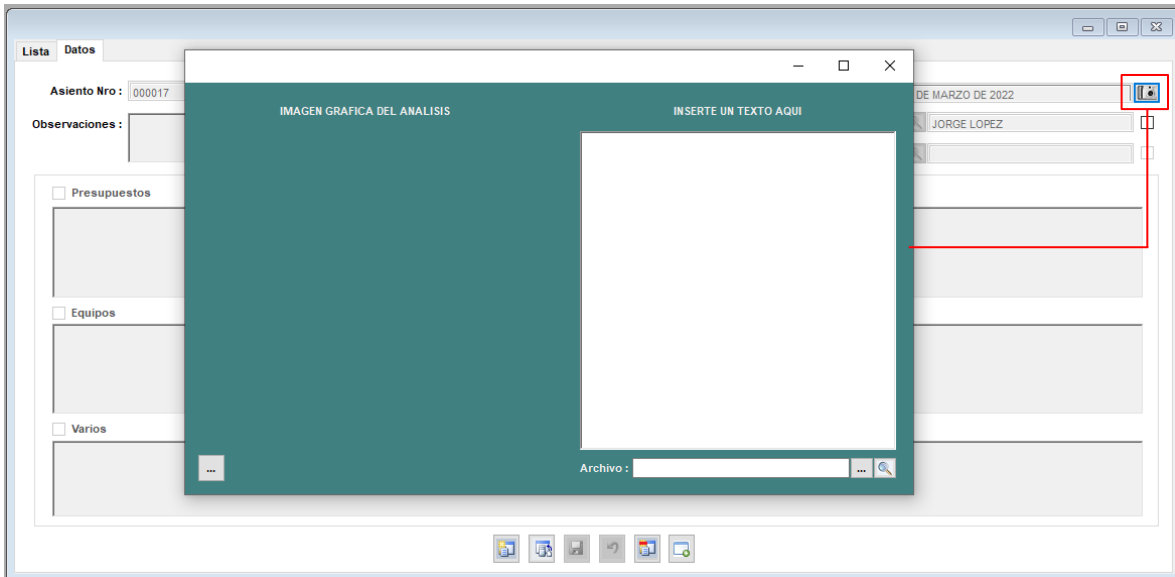 Lista Datos
Asiento Nro : 000017
DE MARZO DE 2022
Observaciones :
JORGE LOPEZ
IMAGEN GRAFICA DEL ANALISIS
INSERTE UN TEXTO AQUI
Presupuestos
Equipos
Varios
...
Archivo :
...